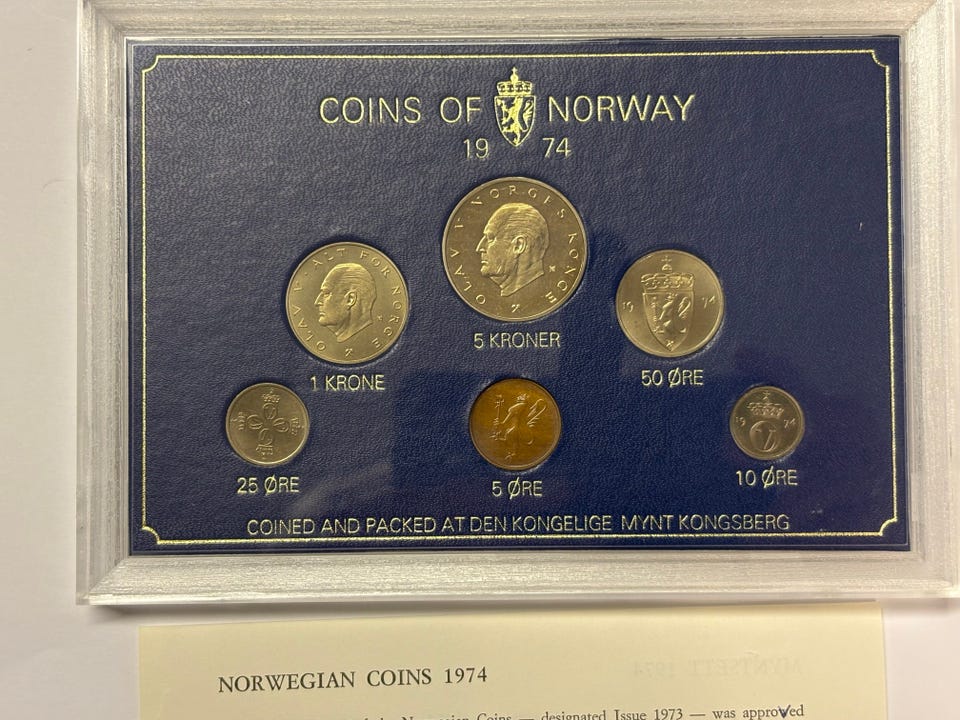 COINS OF NORWAY
19 74
OLAV V · ALT FOR NORGE
OLAV V NORGES KONGE
19 74
1 KRONE
5 KRONER
50 ØRE
19 74
25 ØRE
5 ØRE
10 ØRE
COINED AND PACKED AT DEN KONGELIGE MYNT KONGSBERG
NORWEGIAN COINS 1974
Norwegian Coins — designated Issue 1973 — was approved